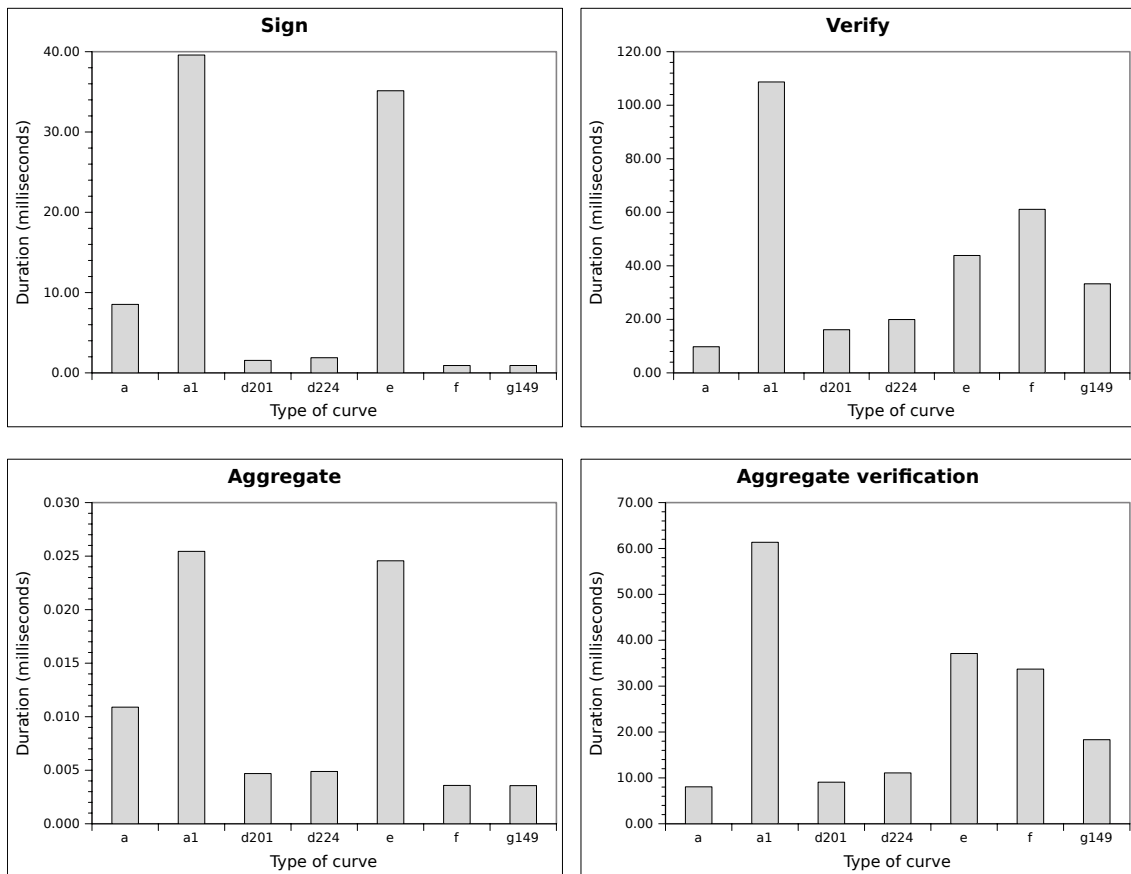 Sign
Duration (milliseconds)
40.00
30.00
20.00
10.00
0.00
a a1 d201 d224 e f g149
Type of curve
Verify
Duration (milliseconds)
120.00
100.00
80.00
60.00
40.00
20.00
0.00
a a1 d201 d224 e f g149
Type of curve
Aggregate
Duration (milliseconds)
0.030
0.025
0.020
0.015
0.010
0.005
0.000
a a1 d201 d224 e f g149
Type of curve
Aggregate verification
Duration (milliseconds)
70.00
60.00
50.00
40.00
30.00
20.00
10.00
0.00
a a1 d201 d224 e f g149
Type of curve